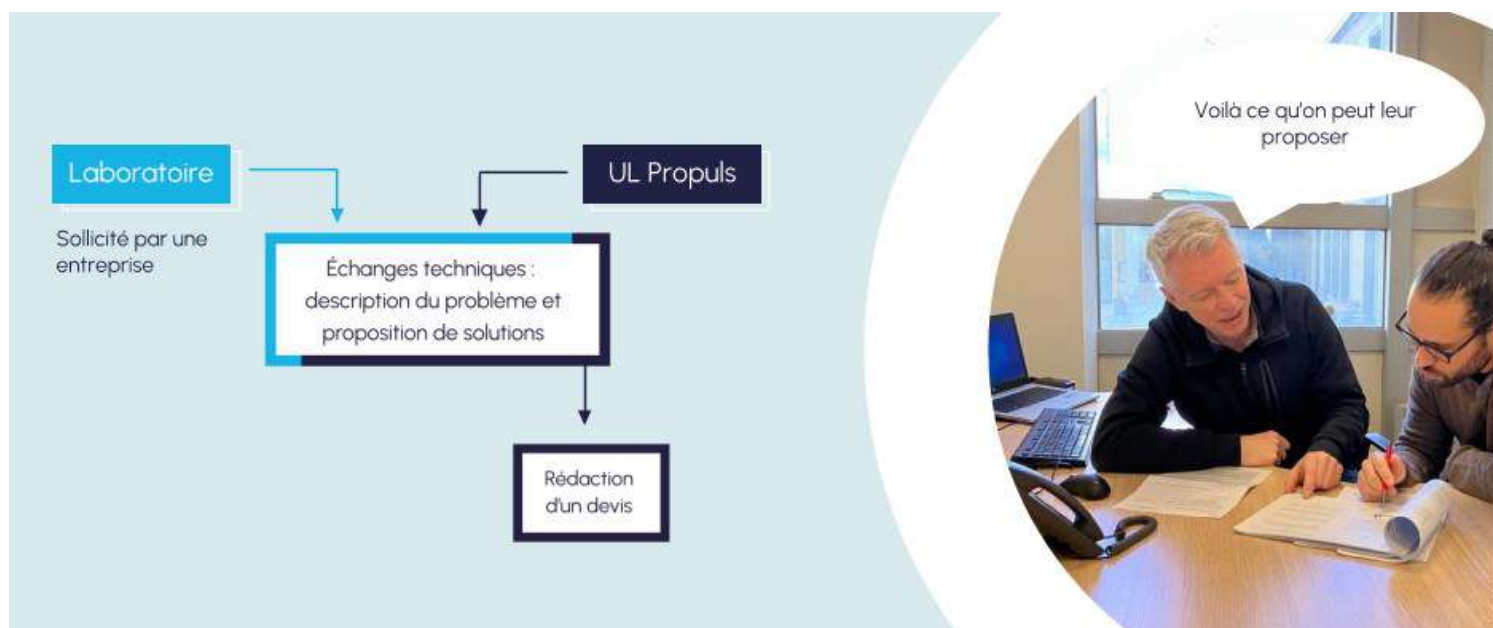 Laboratoire
Sollicité par une
entreprise
UL Propuls
Échanges techniques :
description du problème et
proposition de solutions
Rédaction
d'un devis
Voilà ce qu'on peut leur
proposer